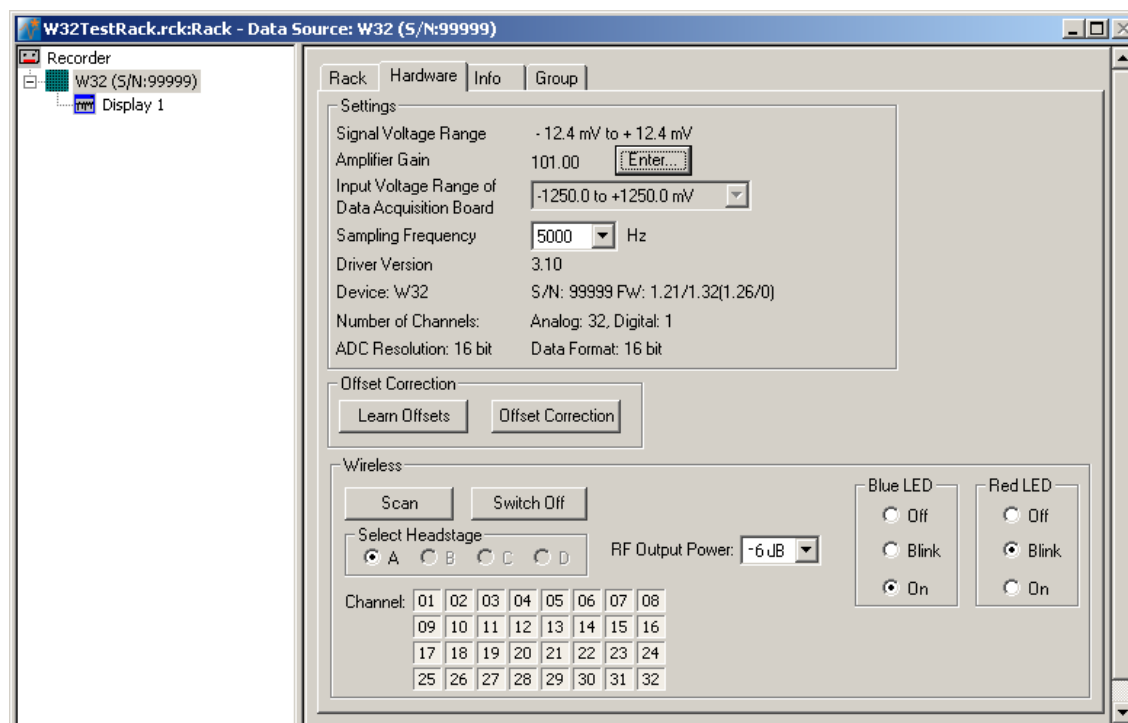 W32TestRack.rck:Rack - Data Source: W32 (S/N:99999)
Recorder
W32 (S/N:99999)
Display 1
Rack Hardware Info Group
Settings
Signal Voltage Range - 12.4 mV to + 12.4 mV
Amplifier Gain 101.00 Enter...
Input Voltage Range of
Data Acquisition Board -1250.0 to +1250.0 mV
Sampling Frequency 5000 Hz
Driver Version 3.10
Device: W32 S/N: 99999 FW: 1.21/1.32(1.26/0)
Number of Channels: Analog: 32, Digital: 1
ADC Resolution: 16 bit Data Format: 16 bit
Offset Correction
Learn Offsets Offset Correction
Wireless
Scan Switch Off
Select Headstage
A B C D
RF Output Power: -6 dB
Blue LED
Off
Blink
On
Red LED
Off
Blink
On
Channel: 01 02 03 04 05 06 07 08
09 10 11 12 13 14 15 16
17 18 19 20 21 22 23 24
25 26 27 28 29 30 31 32